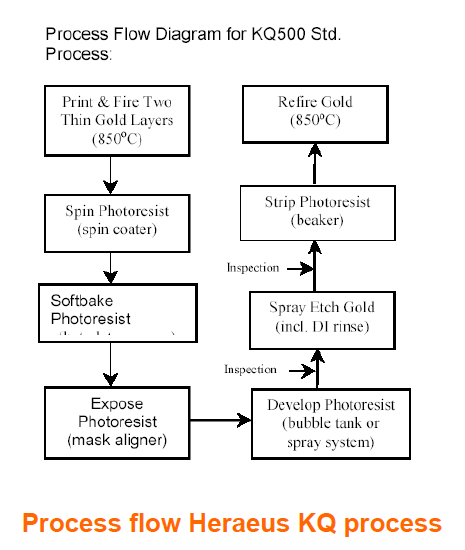 Process Flow Diagram for KQ500 Std.
Process:
Print & Fire Two
Thin Gold Layers
(850°C)
Spin Photoresist
(spin coater)
Softbake
Photoresist
Expose
Photoresist
(mask aligner)
Develop Photoresist
(bubble tank or
spray system)
Inspection
Spray Etch Gold
(incl. DI rinse)
Inspection
Strip Photoresist
(beaker)
Refire Gold
(850°C)
Process flow Heraeus KQ process